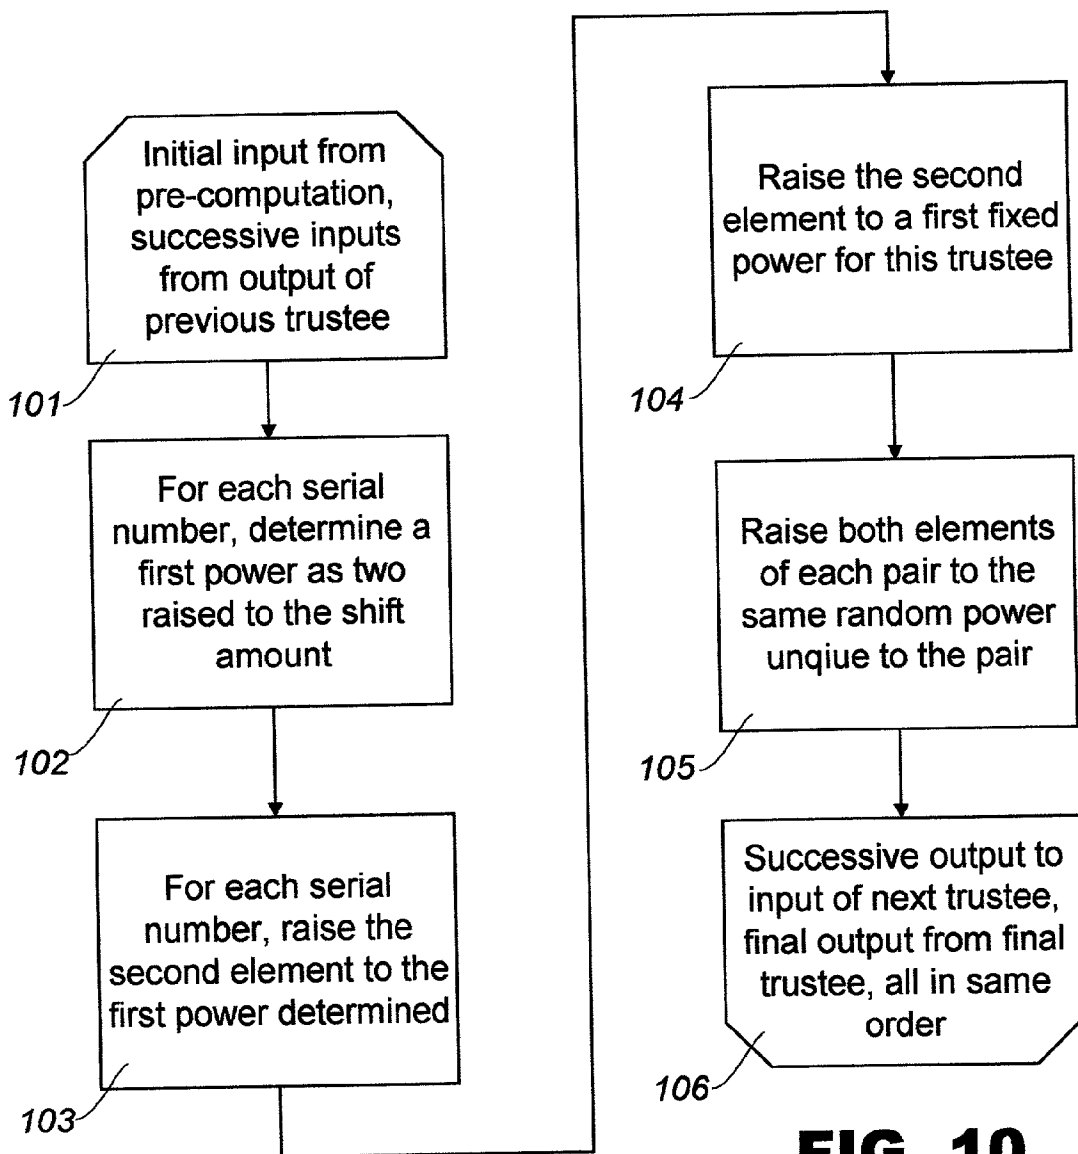 Initial input from
pre-computation,
successive inputs
from output of
previous trustee
101
For each serial
number, determine a
first power as two
raised to the shift
amount
102
For each serial
number, raise the
second element to the
first power determined
103
Raise the second
element to a first fixed
power for this trustee
104
Raise both elements
of each pair to the
same random power
unqiue to the pair
105
Successive output to
input of next trustee,
final output from final
trustee, all in same
order
106
FIG. 10